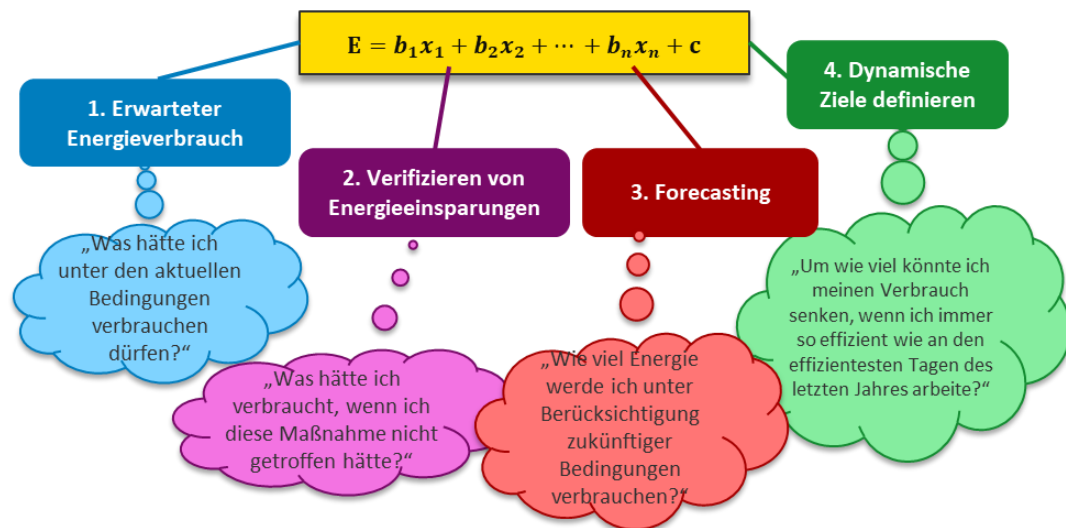 E = b₁x₁ + b₂x₂ + ⋯ + bₙxₙ + c
1. Erwarteter
Energieverbrauch
2. Verifizieren von
Energieeinsparungen
3. Forecasting
4. Dynamische
Ziele definieren
„Was hätte ich
unter den aktuellen
Bedingungen
verbrauchen
dürfen?“
„Was hätte ich
verbraucht, wenn ich
diese Maßnahme nicht
getroffen hätte?“
„Wie viel Energie
werde ich unter
Berücksichtigung
zukünftiger
Bedingungen
verbrauchen?“
„Um wie viel könnte ich
meinen Verbrauch
senken, wenn ich immer
so effizient wie an den
effizientesten Tagen des
letzten Jahres arbeite?“